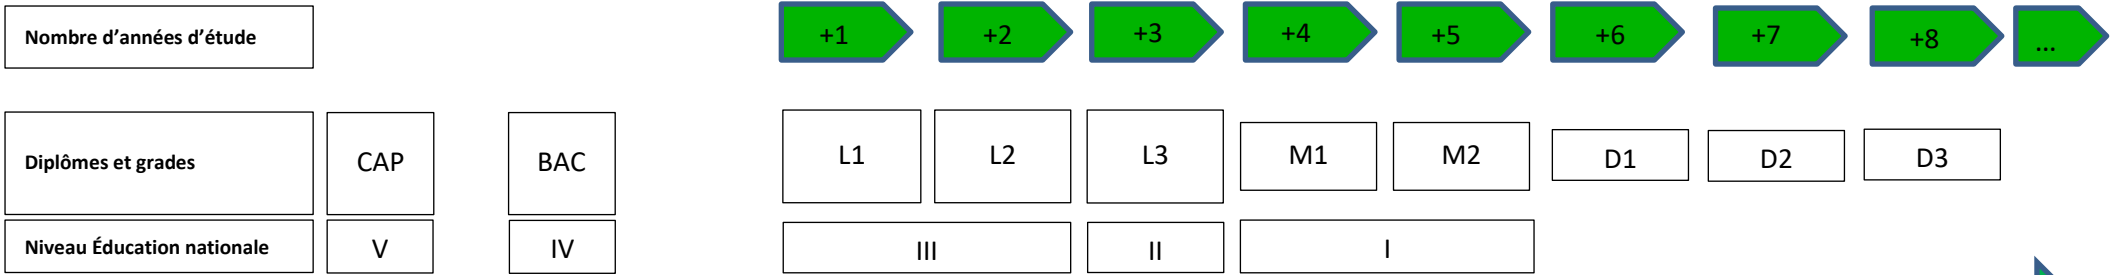 Nombre d’années d’étude +1 +2 +3 +4 +5 +6 +7 +8 ...
Diplômes et grades CAP BAC L1 L2 L3 M1 M2 D1 D2 D3
Niveau Éducation nationale V IV III II I